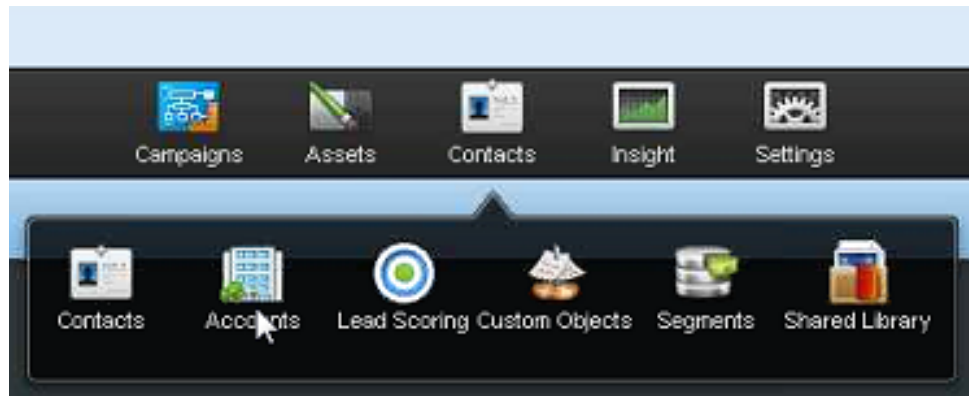 Campaigns Assets Contacts Insight Settings
Contacts Accounts Lead Scoring Custom Objects Segments Shared Library